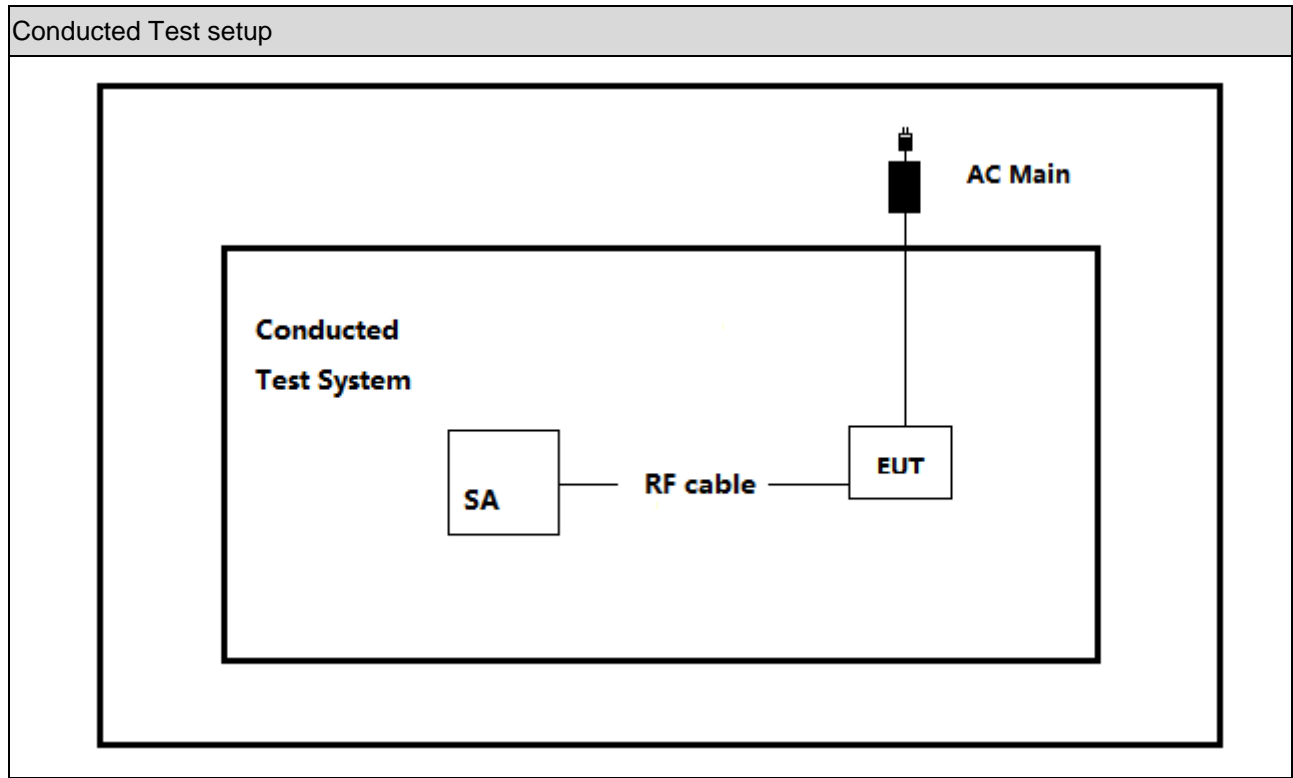 Conducted Test setup
AC Main
Conducted
Test System
SA
RF cable
EUT